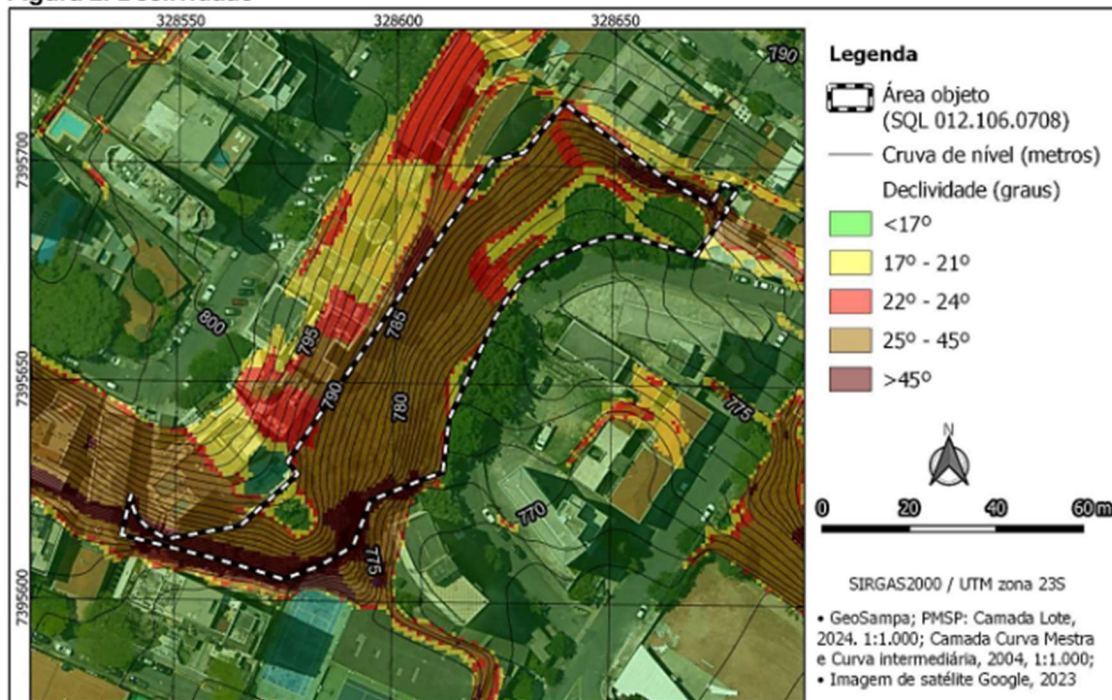 328550 328600 328650
790
7395700
800
795
785
790
780
7395650
775
770
775
7395600
Legenda
Área objeto
(SQL 012.106.0708)
Cruva de nível (metros)
Declividade (graus)
<17º
17º - 21º
22º - 24º
25º - 45º
>45º
N
0 20 40 60 m
SIRGAS2000 / UTM zona 23S
• GeoSampa; PMSP: Camada Lote,
2024. 1:1.000; Camada Curva Mestra
e Curva intermediária, 2004, 1:1.000;
• Imagem de satélite Google, 2023